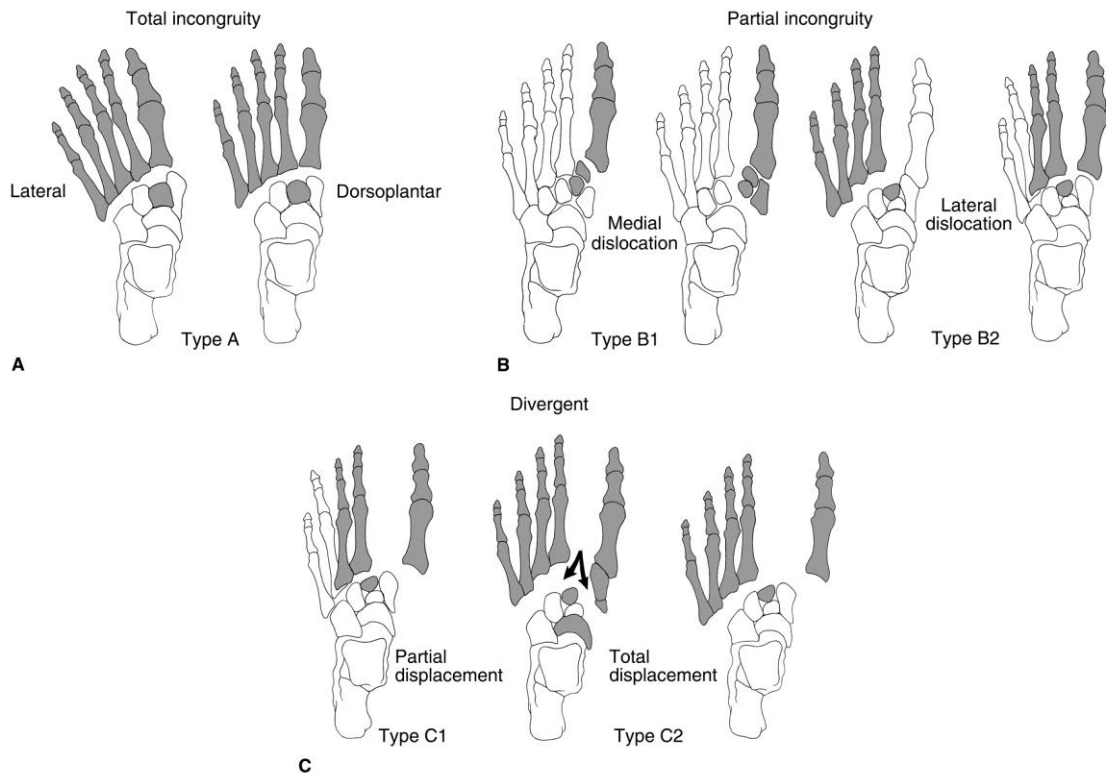 Total incongruity
Lateral
Dorsoplantar
Type A
A
Partial incongruity
Medial
dislocation
Lateral
dislocation
Type B1
Type B2
B
Divergent
Partial
displacement
Total
displacement
Type C1
Type C2
C